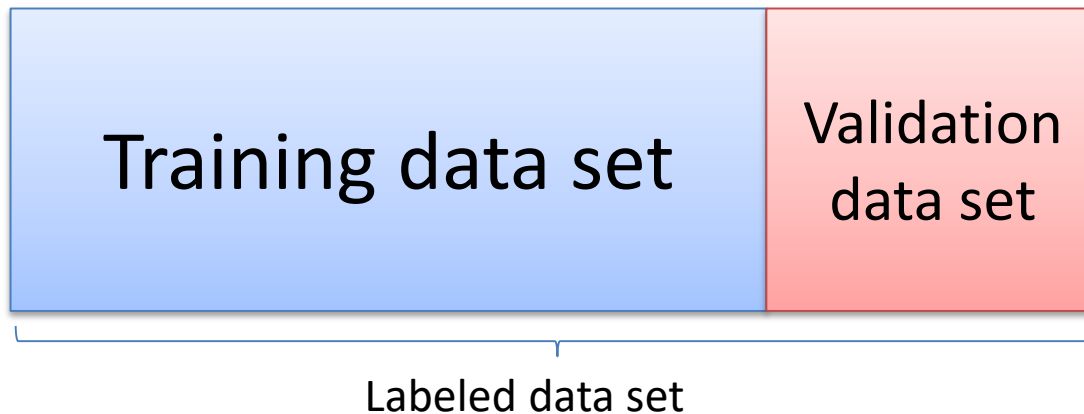 Training data set
Validation
data set
Labeled data set